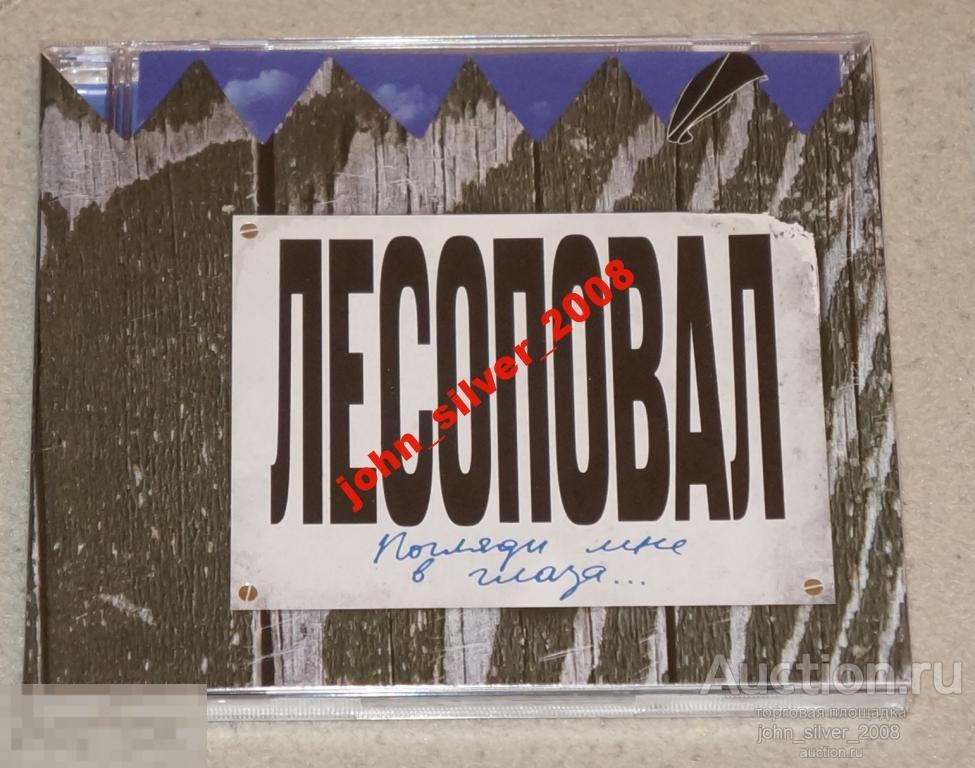 ЛЕСОПОВАЛ
john_silver_2008
Погляди мне
в глаза...
Auction.ru
торговая площадка
john_silver_2008
auction.ru